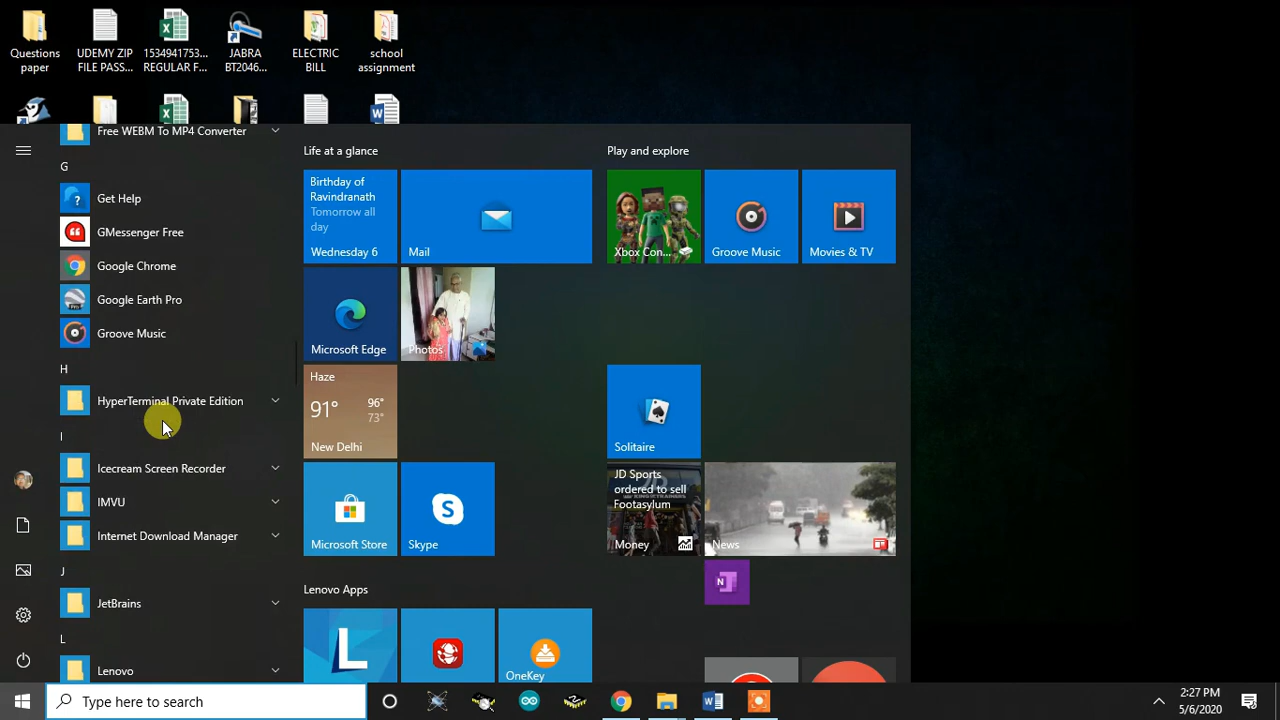 Questions
paper
UDEMY ZIP
FILE PASS...
1534941753...
REGULAR F...
JABRA
BT2046...
ELECTRIC
BILL
school
assignment
Free WEBM To MP4 Converter
G
Get Help
GMessenger Free
Google Chrome
Google Earth Pro
Groove Music
H
HyperTerminal Private Edition
I
Icecream Screen Recorder
IMVU
Internet Download Manager
J
JetBrains
L
Lenovo
Life at a glance
Birthday of
Ravindranath
Tomorrow all
day
Wednesday 6
Mail
Microsoft Edge
Photos
Haze
91° 96°
73°
New Delhi
Microsoft Store
Skype
Lenovo Apps
L
OneKey
Play and explore
Xbox Con...
Groove Music
Movies & TV
Solitaire
JD Sports
ordered to sell
Footasylum
Money
News
N
Type here to search
W
2:27 PM
5/6/2020